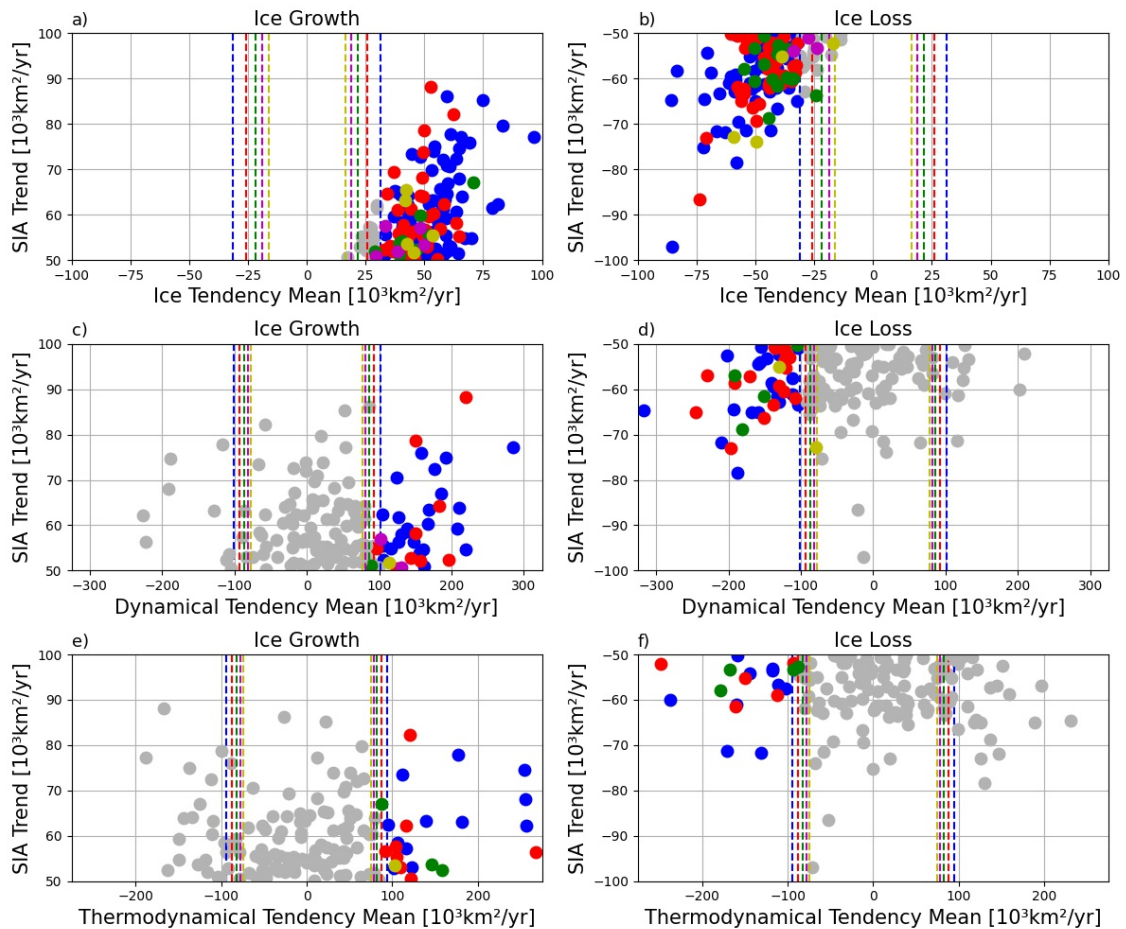 a) Ice Growth
100
90
80
70
60
50
SIA Trend [10³km²/yr]
−100 −75 −50 −25 0 25 50 75 100
Ice Tendency Mean [10³km²/yr]
b) Ice Loss
−50
−60
−70
−80
−90
−100
SIA Trend [10³km²/yr]
−100 −75 −50 −25 0 25 50 75 100
Ice Tendency Mean [10³km²/yr]
c) Ice Growth
100
90
80
70
60
50
SIA Trend [10³km²/yr]
−300 −200 −100 0 100 200 300
Dynamical Tendency Mean [10³km²/yr]
d) Ice Loss
−50
−60
−70
−80
−90
−100
SIA Trend [10³km²/yr]
−300 −200 −100 0 100 200 300
Dynamical Tendency Mean [10³km²/yr]
e) Ice Growth
100
90
80
70
60
50
SIA Trend [10³km²/yr]
−200 −100 0 100 200
Thermodynamical Tendency Mean [10³km²/yr]
f) Ice Loss
−50
−60
−70
−80
−90
−100
SIA Trend [10³km²/yr]
−200 −100 0 100 200
Thermodynamical Tendency Mean [10³km²/yr]